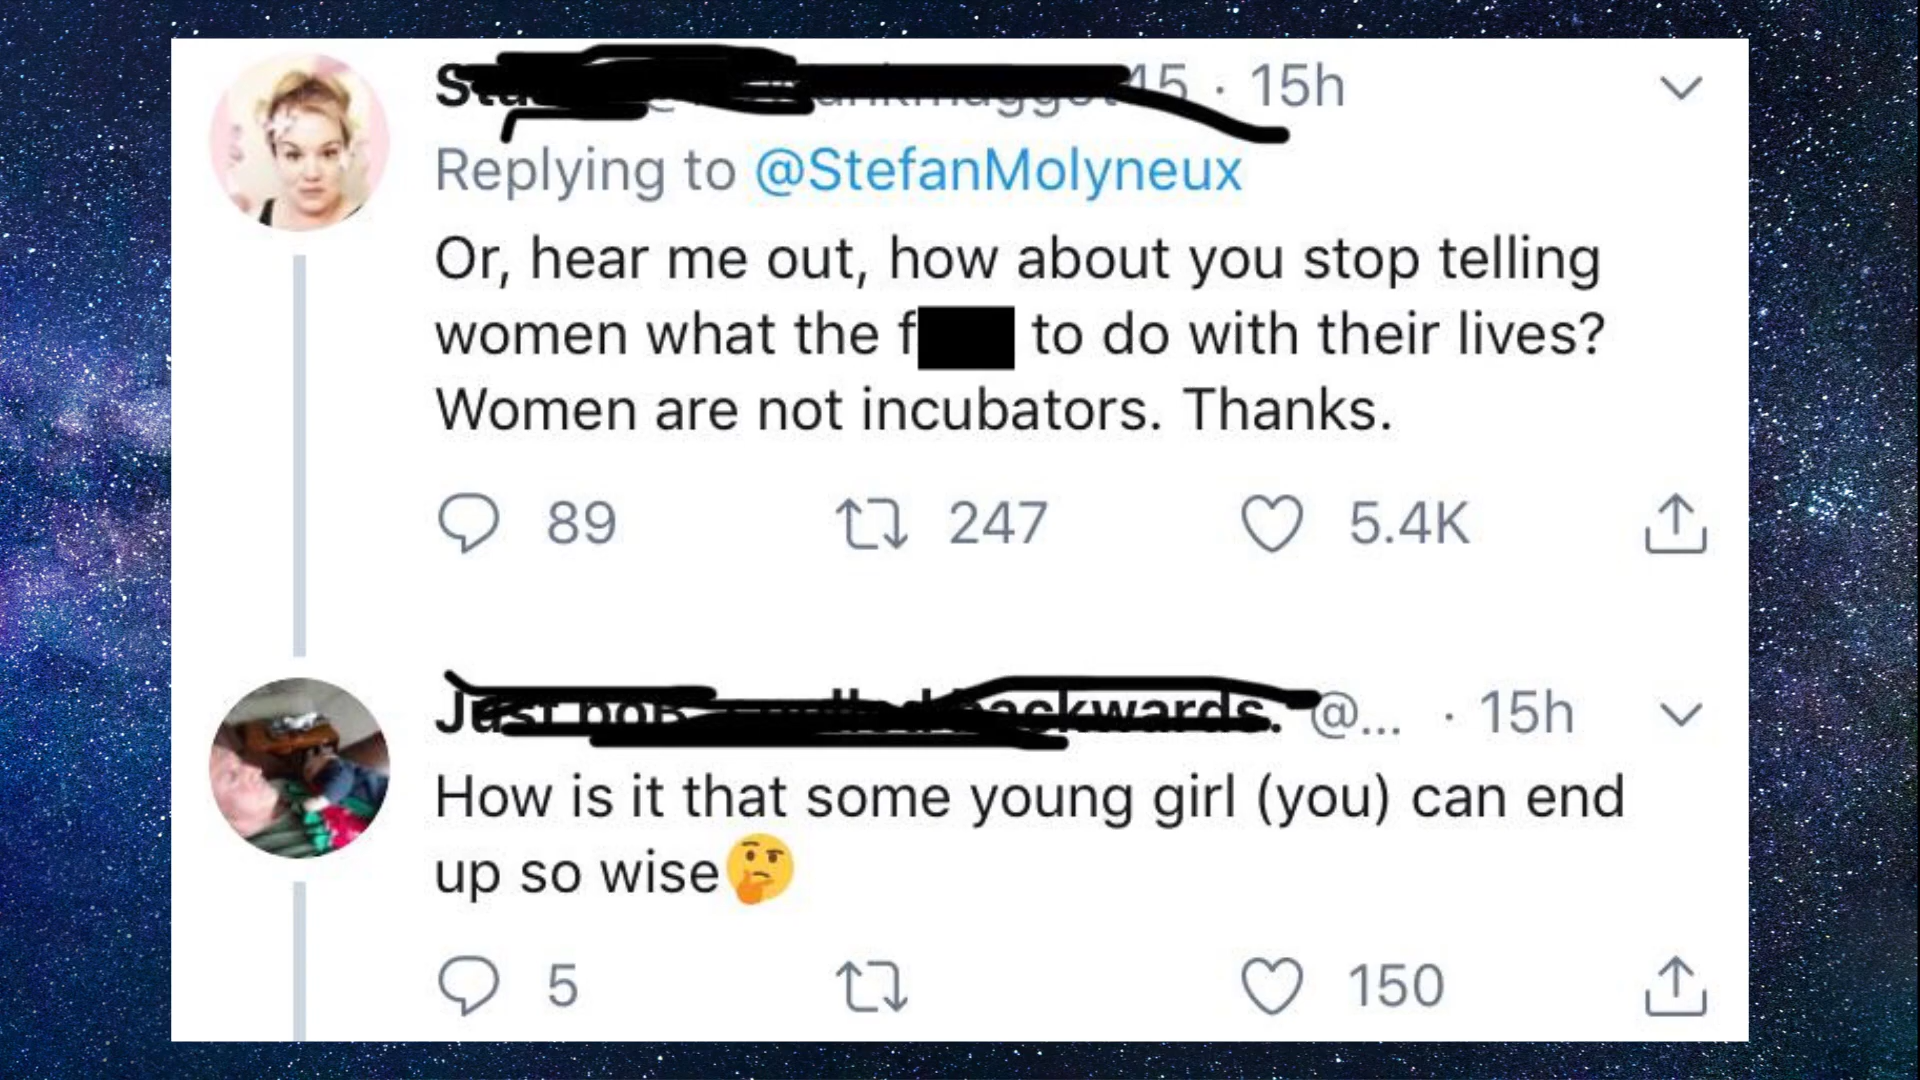 15 · 15h
Replying to @StefanMolyneux
Or, hear me out, how about you stop telling
women what the f to do with their lives?
Women are not incubators. Thanks.
89 247 5.4K
@... · 15h
How is it that some young girl (you) can end
up so wise🤔
5 150